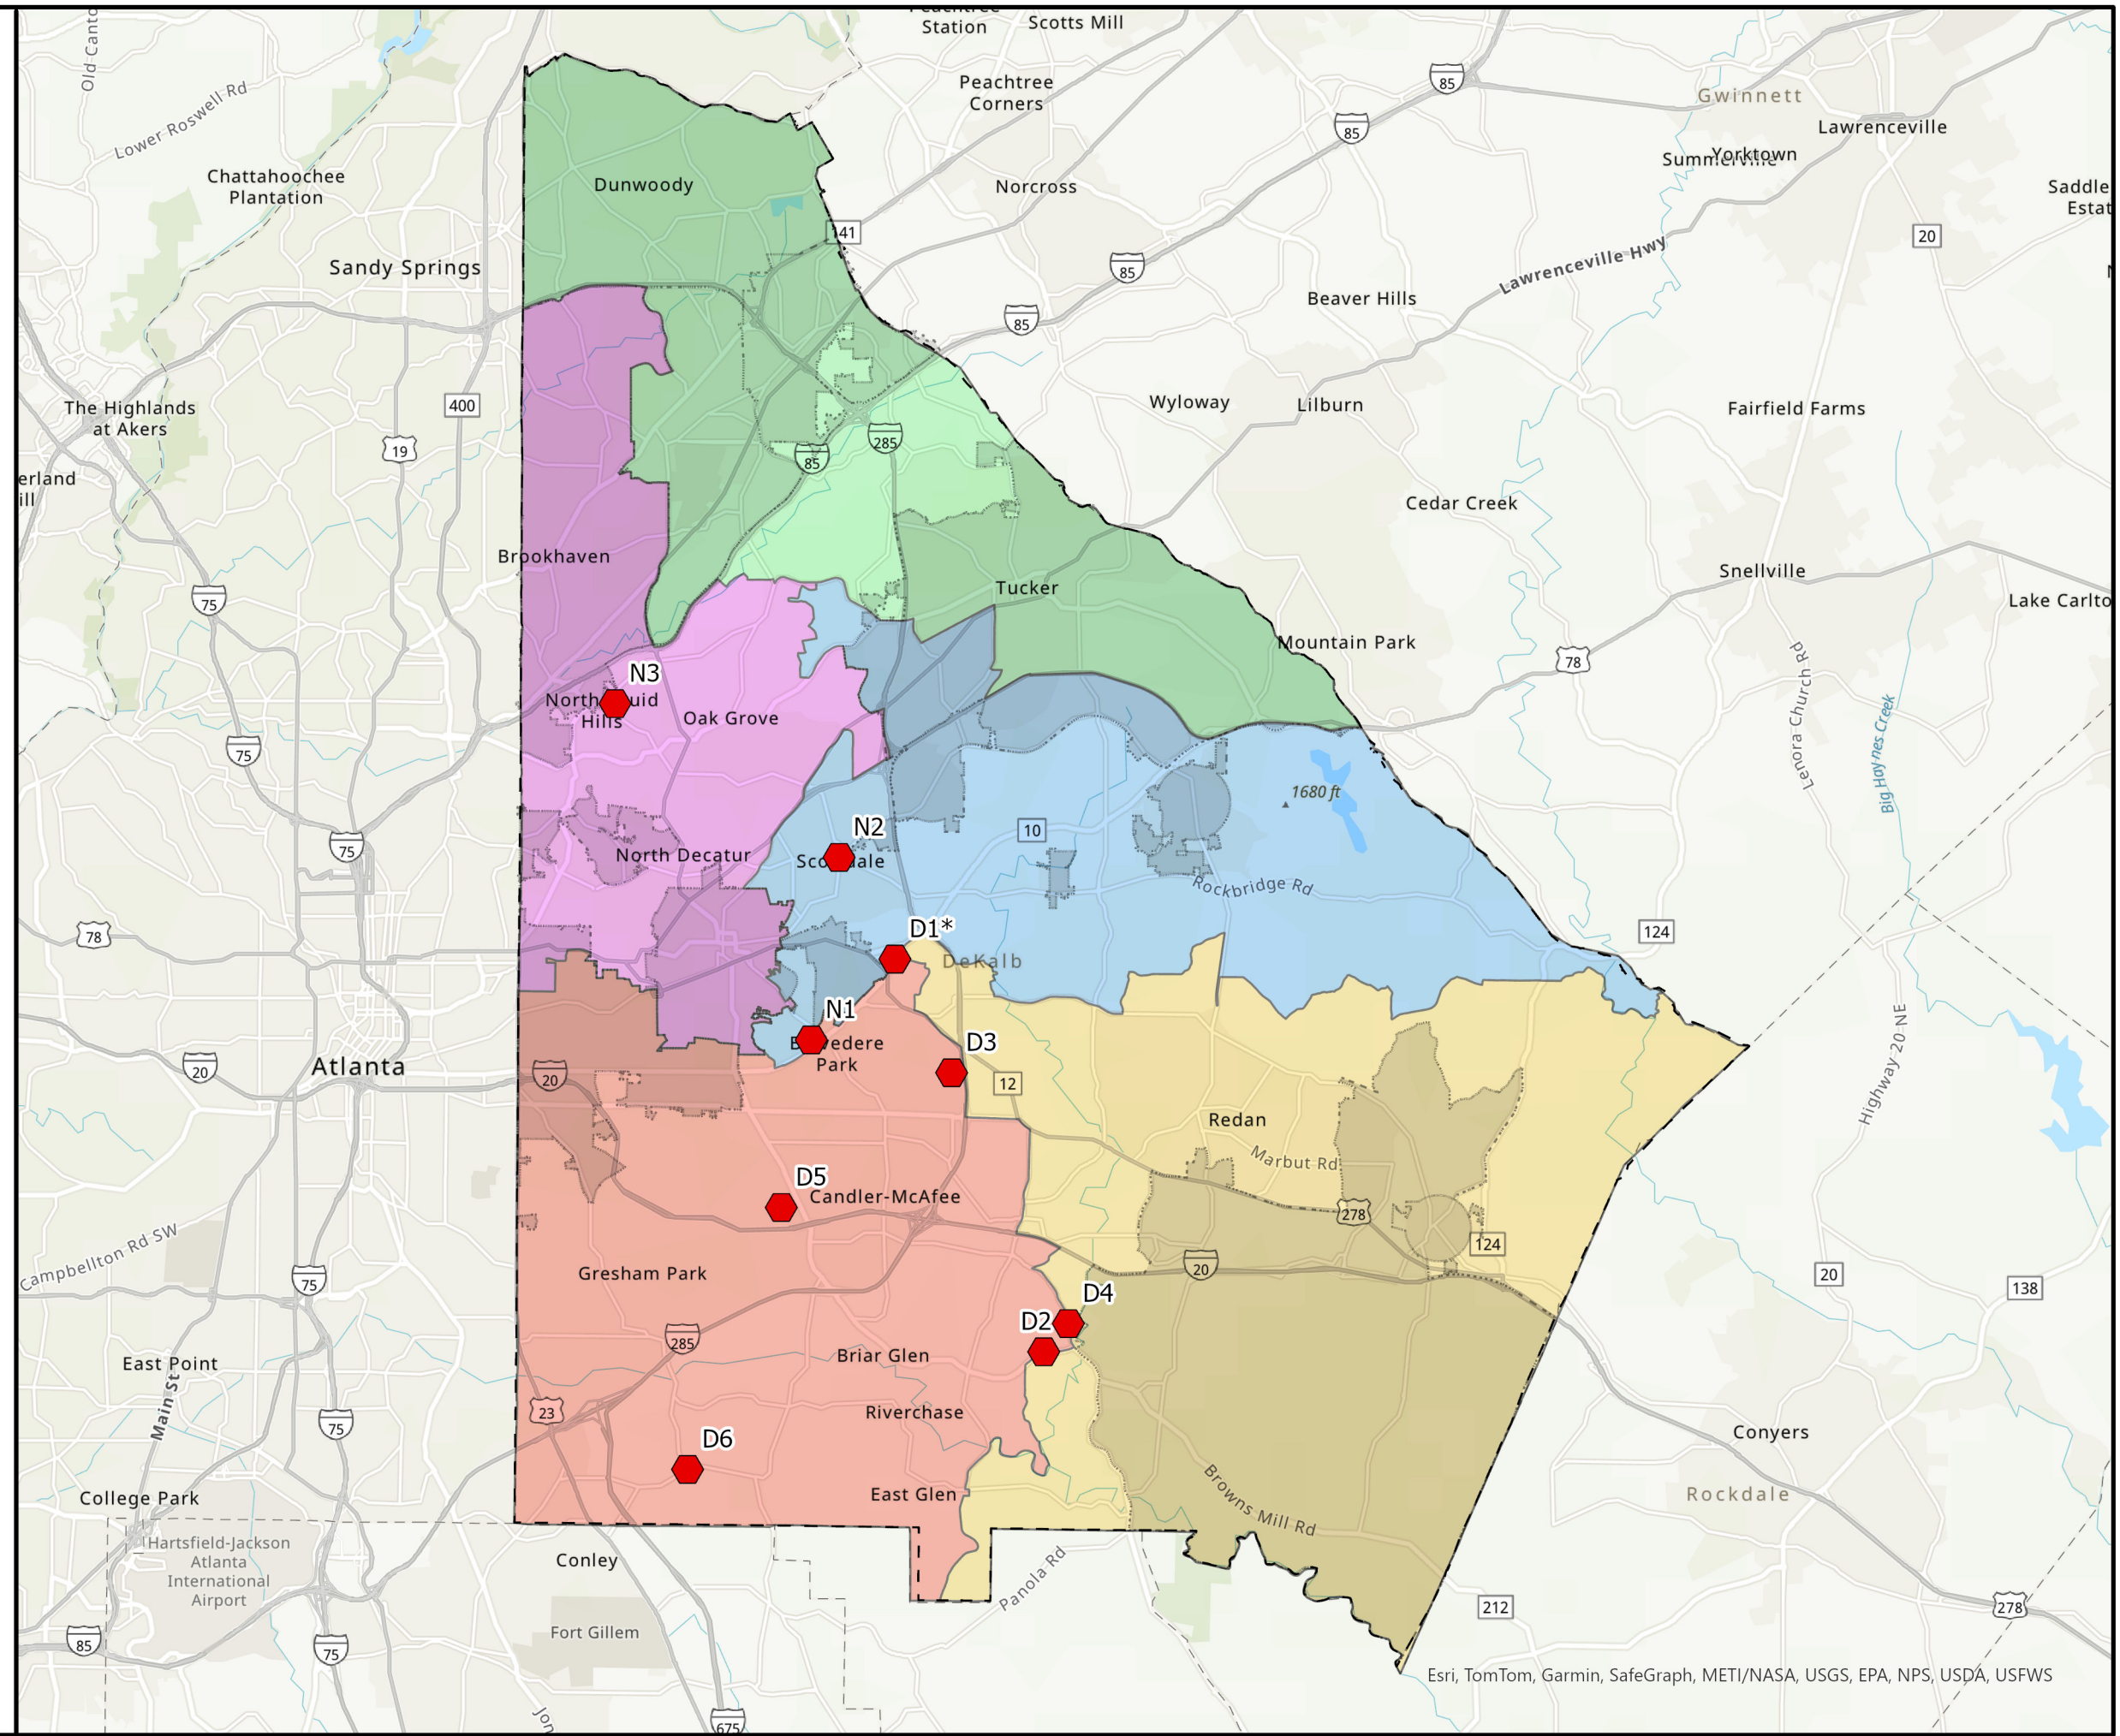 Old Canto
Station
Scotts Mill
Peachtree
Corners
85
Gwinnett
Lower Roswell Rd
85
Lawrenceville
Yorktown
Chattahoochee
Plantation
Dunwoody
Norcross
Saddle
Estat
141
20
Sandy Springs
85
Lawrenceville Hwy
Beaver Hills
85
The Highlands
at Akers
400
Wyloway
Lilburn
Fairfield Farms
19
285
85
erland
ill
Cedar Creek
Brookhaven
Tucker
Snellville
75
Lake Carlto
Mountain Park
78
N3
Hills
Oak Grove
Lenora Church Rd
Big Haynes Creek
75
1680 ft
N2
10
75
North Decatur
Rockbridge Rd
78
D1*
124
DeKalb
N1
Park
D3
Highway 20 NE
Atlanta
20
20
12
Redan
Marbut Rd
D5
Candler-McAfee
278
Campbellton Rd SW
124
Gresham Park
20
75
20
138
D4
D2
285
East Point
Main St
Briar Glen
23
75
Riverchase
D6
Conyers
College Park
East Glen
Browns Mill Rd
Rockdale
Hartsfield-Jackson
Atlanta
International
Airport
Conley
Panola Rd
212
278
85
75
Fort Gillem
Esri, TomTom, Garmin, SafeGraph, METI/NASA, USGS, EPA, NPS, USDA, USFWS
Jon
675